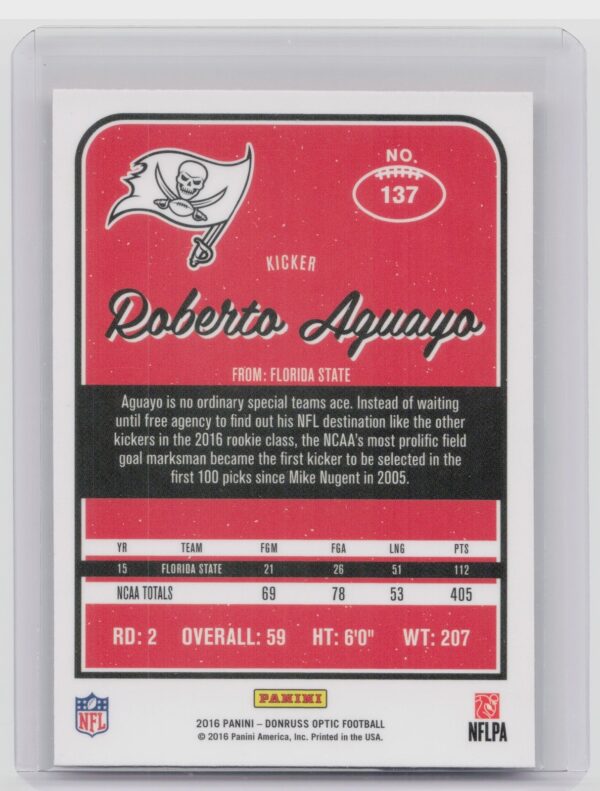 NO.
137
KICKER
Roberto Aguayo
FROM: FLORIDA STATE
Aguayo is no ordinary special teams ace. Instead of waiting
until free agency to find out his NFL destination like the other
kickers in the 2016 rookie class, the NCAA's most prolific field
goal marksman became the first kicker to be selected in the
first 100 picks since Mike Nugent in 2005.
YR TEAM FGM FGA LNG PTS
15 FLORIDA STATE 21 26 51 112
NCAA TOTALS 69 78 53 405
RD: 2 OVERALL: 59 HT: 6'0" WT: 207
PANINI
NFL
2016 PANINI – DONRUSS OPTIC FOOTBALL
© 2016 Panini America, Inc. Printed in the USA.
NFLPA